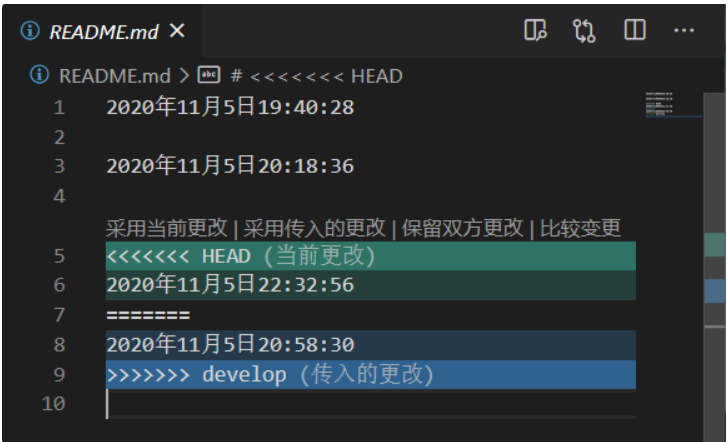 README.md
README.md > # <<<<<<< HEAD
1 2020年11月5日19:40:28
2
3 2020年11月5日20:18:36
4
采用当前更改 | 采用传入的更改 | 保留双方更改 | 比较变更
5 <<<<<<< HEAD (当前更改)
6 2020年11月5日22:32:56
7 =======
8 2020年11月5日20:58:30
9 >>>>>>> develop (传入的更改)
10